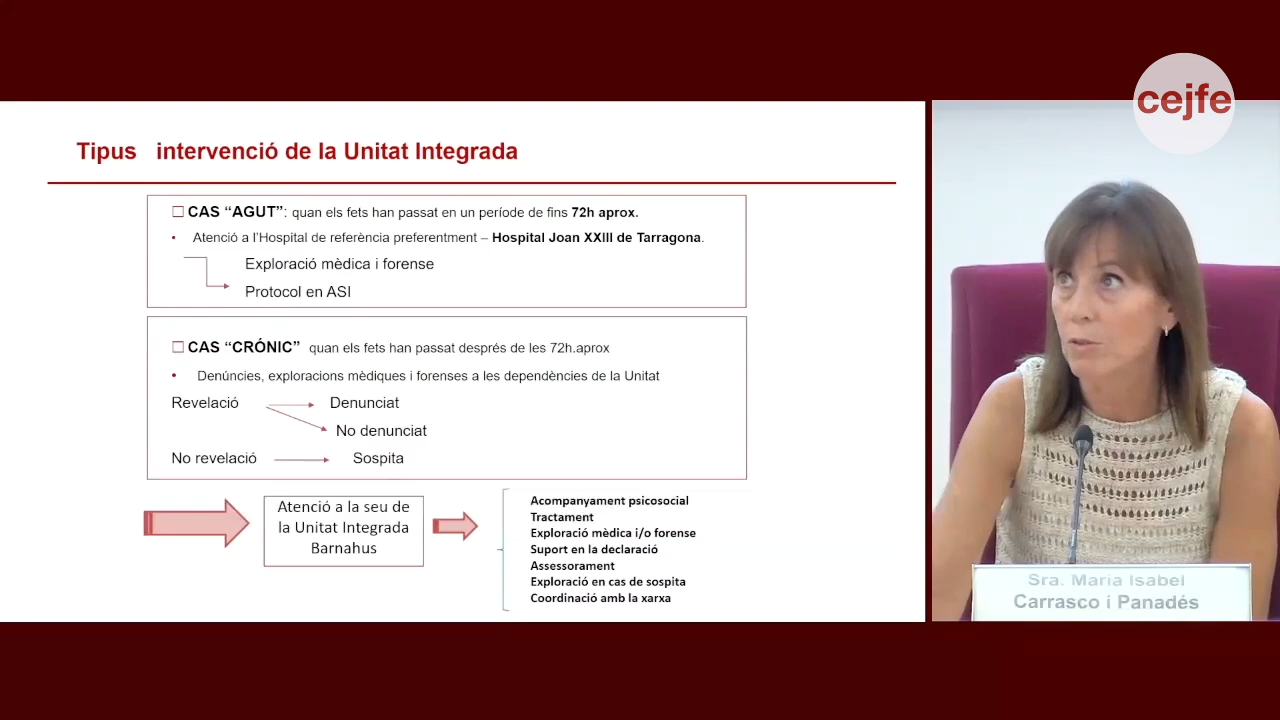 cejfe
Tipus intervenció de la Unitat Integrada
CAS “AGUT”: quan els fets han passat en un període de fins 72h aprox.
• Atenció a l’Hospital de referència preferentment – Hospital Joan XXIII de Tarragona.
Exploració mèdica i forense
Protocol en ASI
CAS “CRÓNIC” quan els fets han passat després de les 72h.aprox
• Denúncies, exploracions mèdiques i forenses a les dependències de la Unitat
Revelació Denunciat
No denunciat
No revelació Sospita
Atenció a la seu de
la Unitat Integrada
Barnahus
Acompanyament psicosocial
Tractament
Exploració mèdica i/o forense
Suport en la declaració
Assessorament
Exploració en cas de sospita
Coordinació amb la xarxa
Sra. Maria Isabel
Carrasco i Panadés